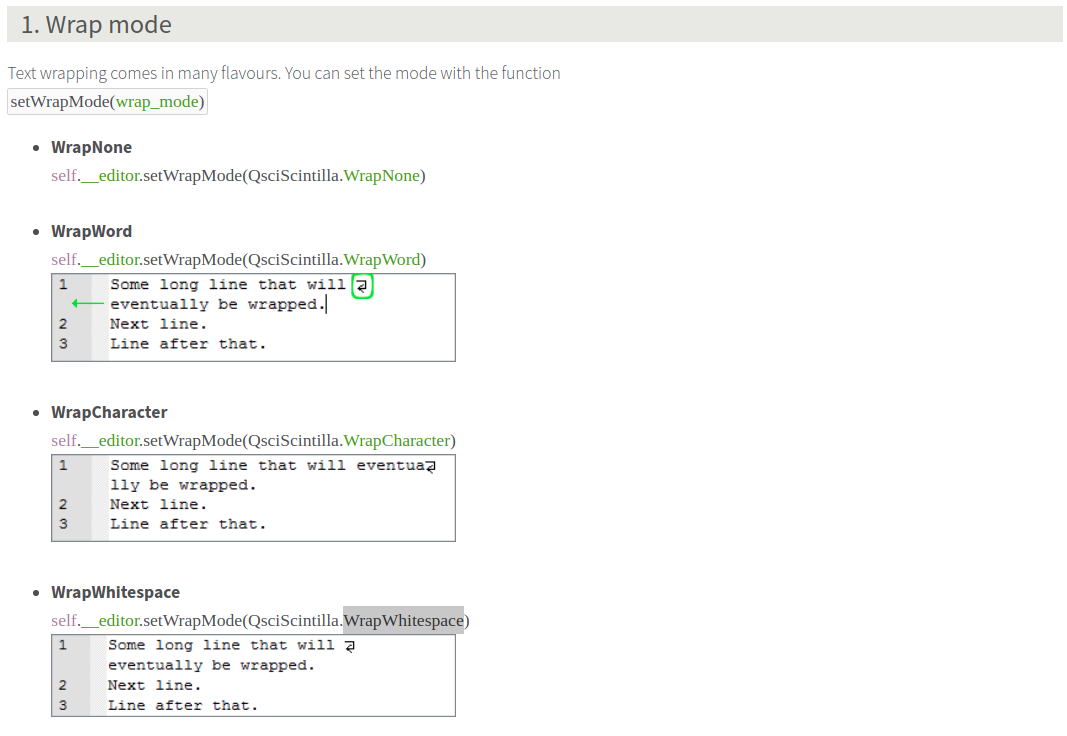 1. Wrap mode
Text wrapping comes in many flavours. You can set the mode with the function
setWrapMode(wrap_mode)
• WrapNone
self.__editor.setWrapMode(QsciScintilla.WrapNone)
• WrapWord
self.__editor.setWrapMode(QsciScintilla.WrapWord)
1 Some long line that will
eventually be wrapped.
2 Next line.
3 Line after that.
• WrapCharacter
self.__editor.setWrapMode(QsciScintilla.WrapCharacter)
1 Some long line that will eventua
lly be wrapped.
2 Next line.
3 Line after that.
• WrapWhitespace
self.__editor.setWrapMode(QsciScintilla.WrapWhitespace)
1 Some long line that will
eventually be wrapped.
2 Next line.
3 Line after that.